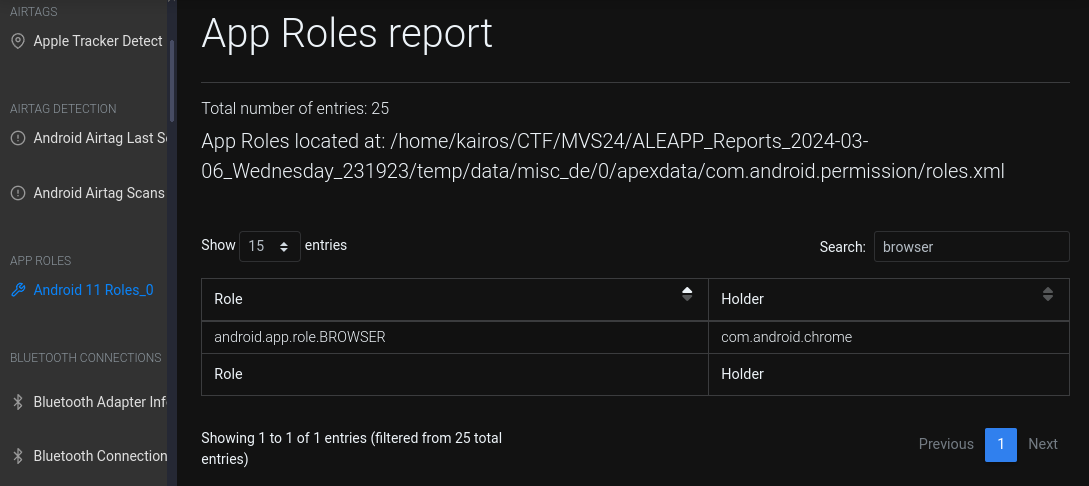 AIRTAGS
Apple Tracker Detect
AIRTAG DETECTION
Android Airtag Last S
Android Airtag Scans
APP ROLES
Android 11 Roles_0
BLUETOOTH CONNECTIONS
Bluetooth Adapter Inf
Bluetooth Connection
App Roles report
Total number of entries: 25
App Roles located at: /home/kairos/CTF/MVS24/ALEAPP_Reports_2024-03-
06_Wednesday_231923/temp/data/misc_de/0/apexdata/com.android.permission/roles.xml
Show 15 entries
Search: browser
Role Holder
android.app.role.BROWSER com.android.chrome
Role Holder
Showing 1 to 1 of 1 entries (filtered from 25 total
entries)
Previous 1 Next